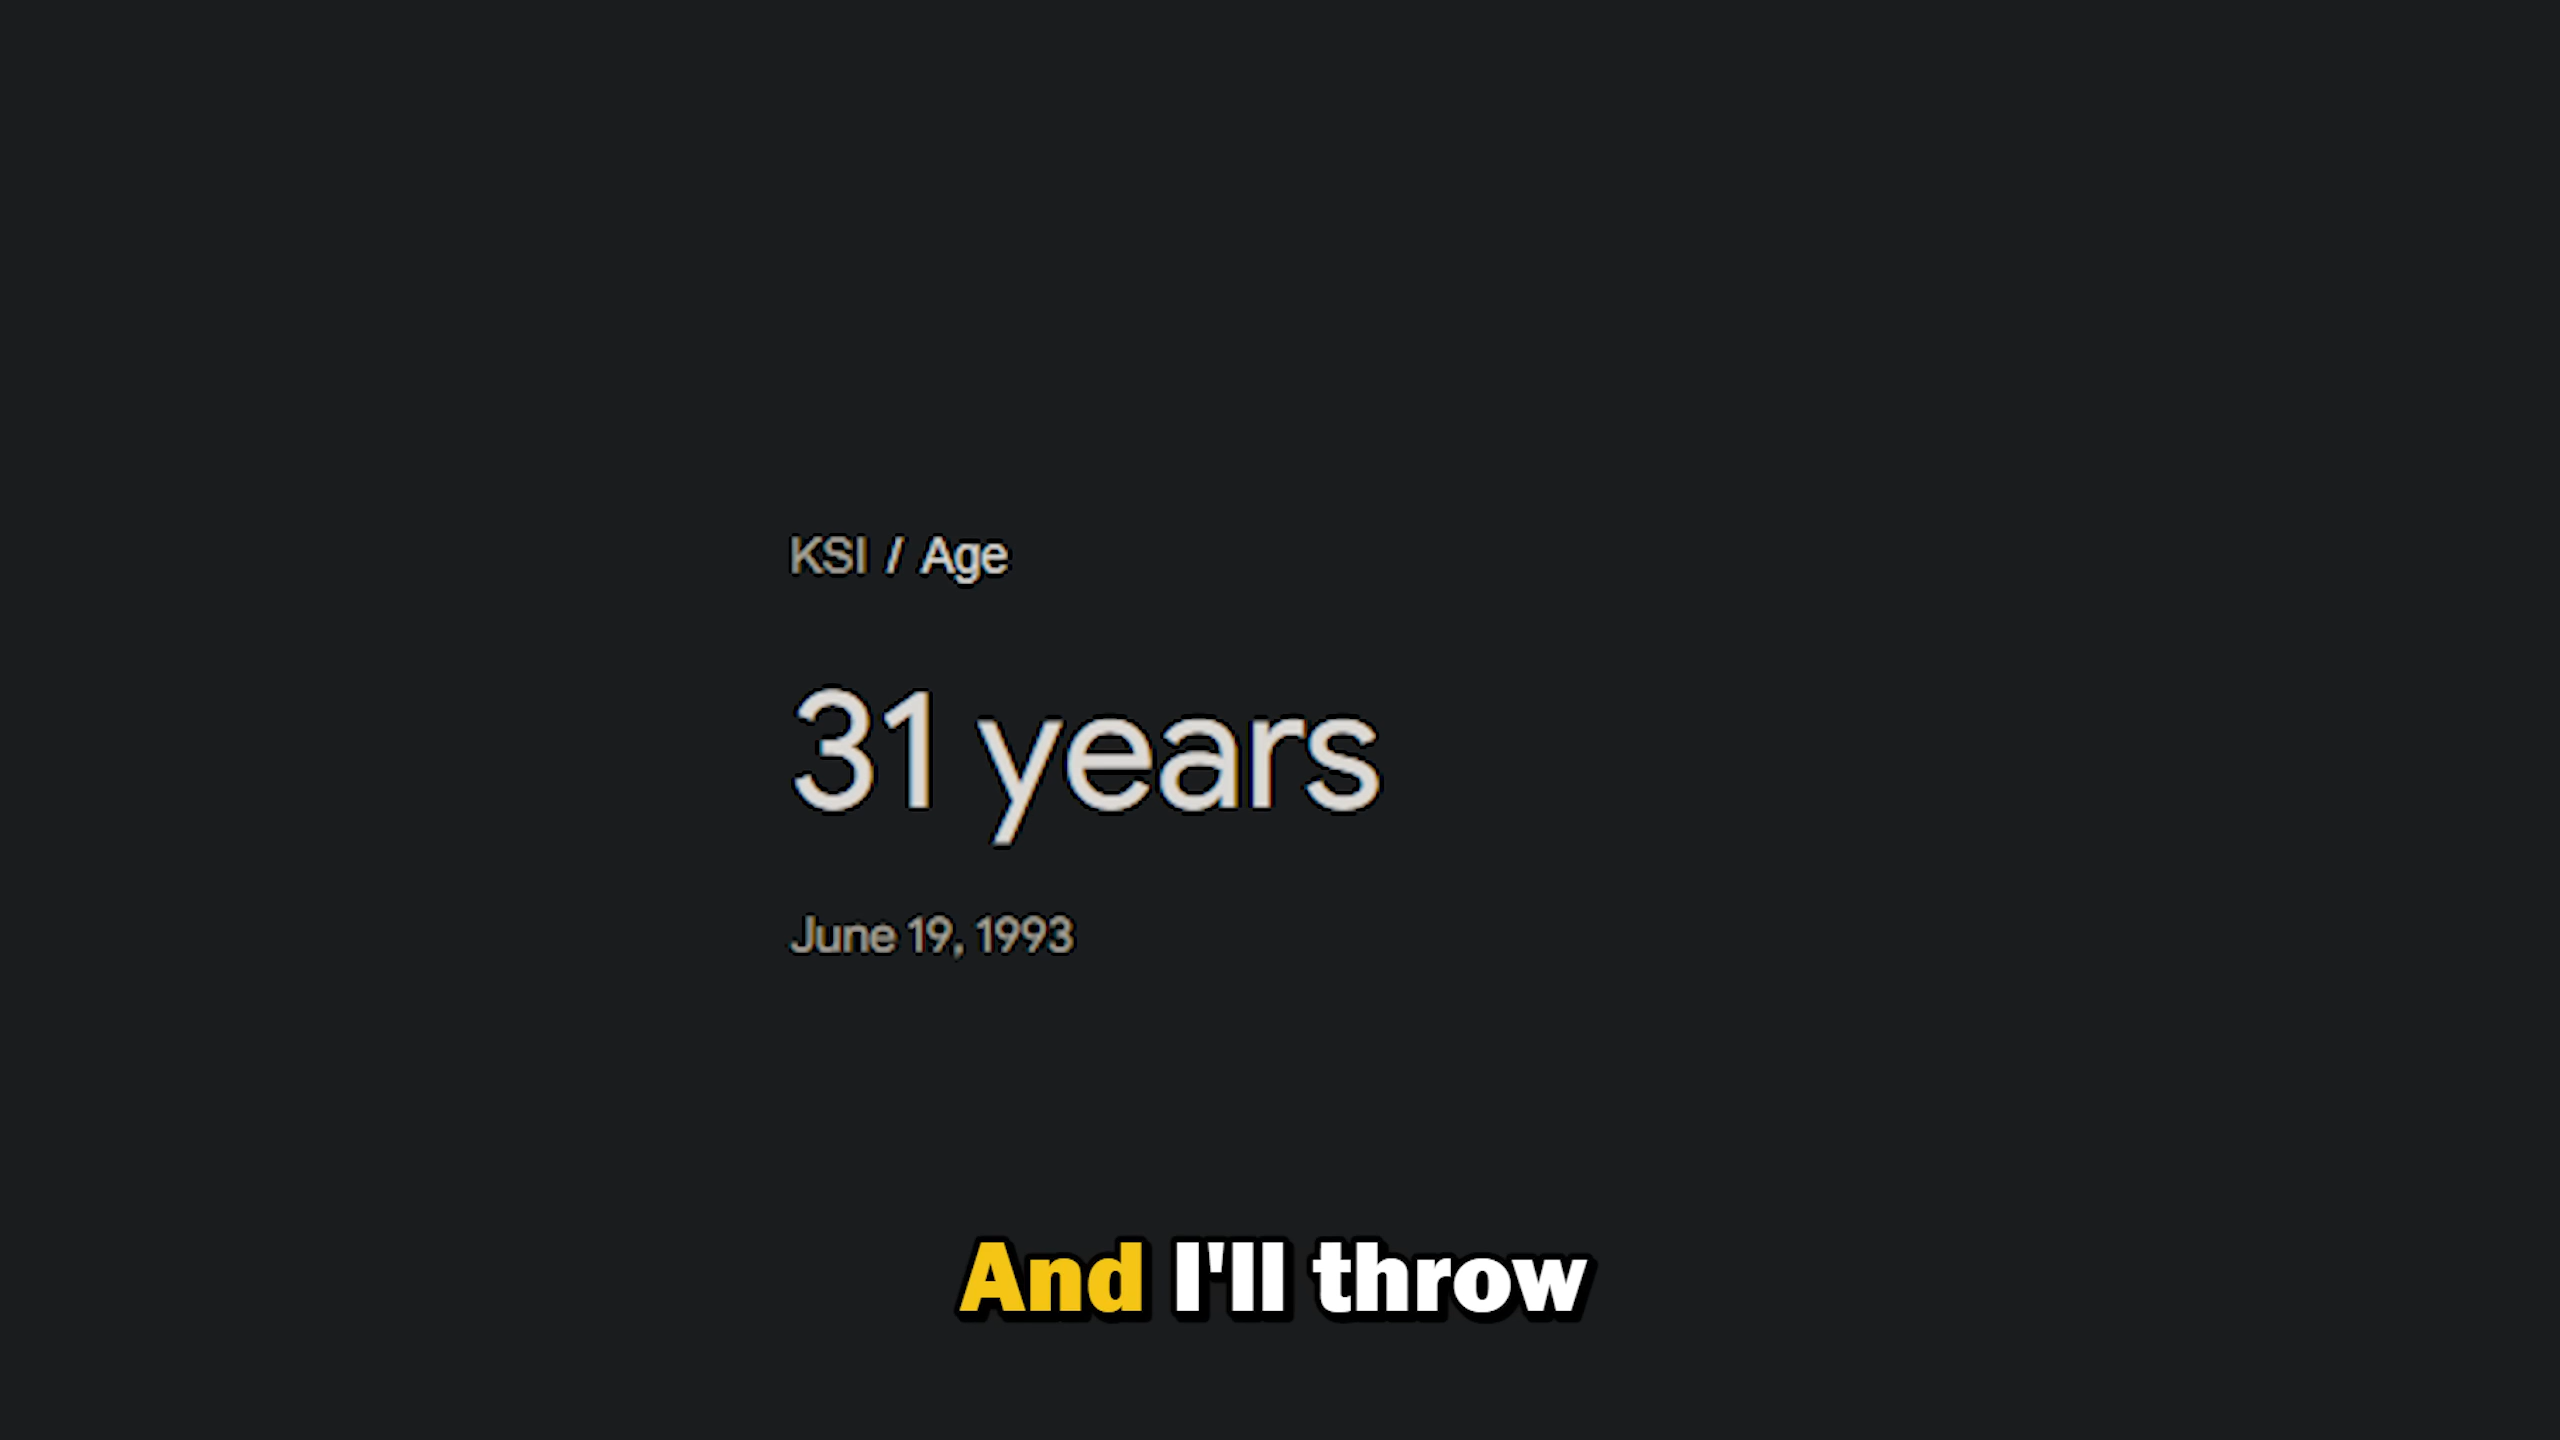 KSI / Age
31 years
June 19, 1993
And I'll throw